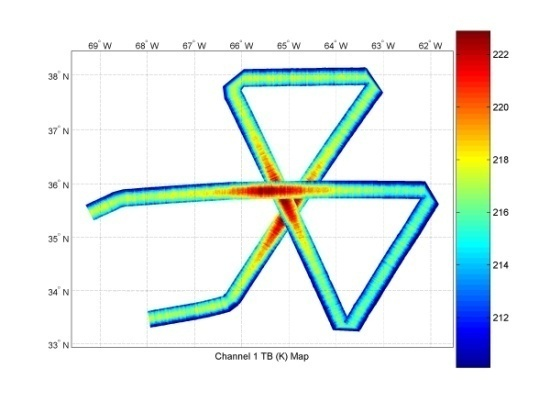 69° W 68° W 67° W 66° W 65° W 64° W 63° W 62° W
38° N
37° N
36° N
35° N
34° N
33° N
222
220
218
216
214
212
Channel 1 TB (K) Map